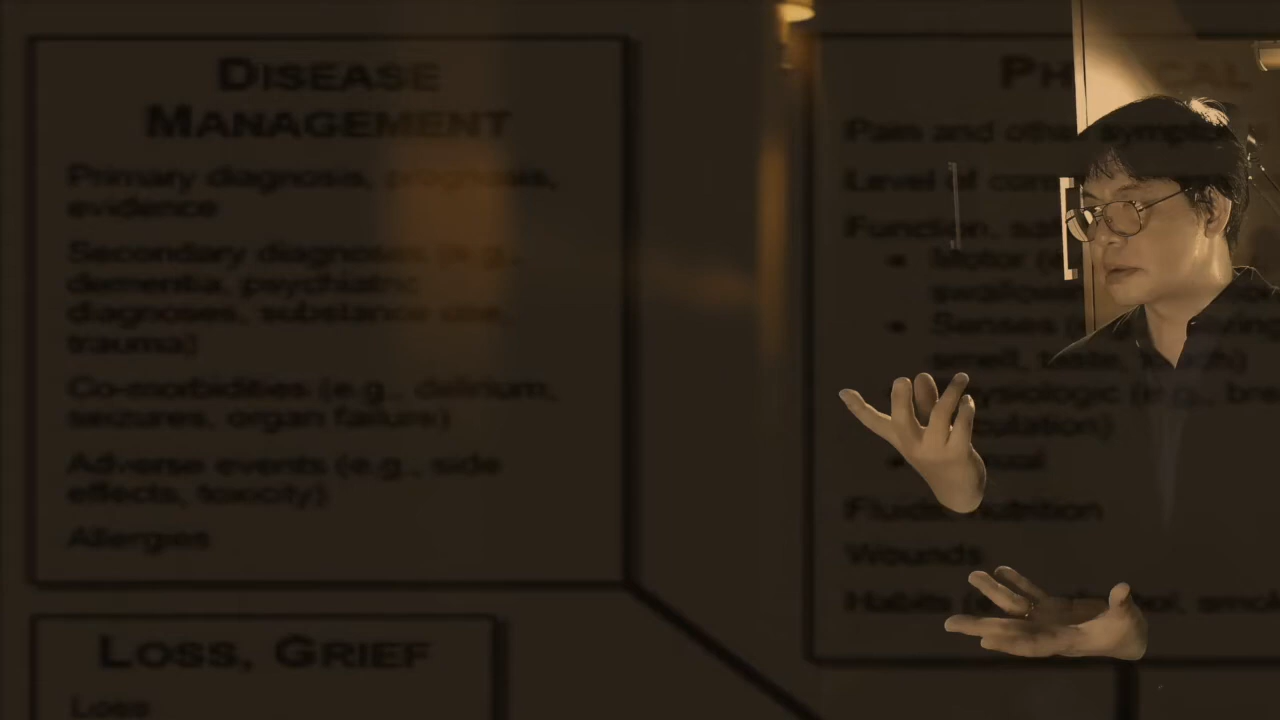 DISEASE
MANAGEMENT
Primary diagnosis, prognosis,
evidence
Secondary diagnoses (e.g.,
dementia, psychiatric
diagnoses, substance use,
trauma)
Co-morbidities (e.g., delirium,
seizures, organ failure)
Adverse events (e.g., side
effects, toxicity)
Allergies
LOSS, GRIEF
Loss
Pain and other symptoms
Level of
Function,
Motor
Senses
smell, taste, touch)
(e.g.,
Fluids, nutrition
Wounds
Habits